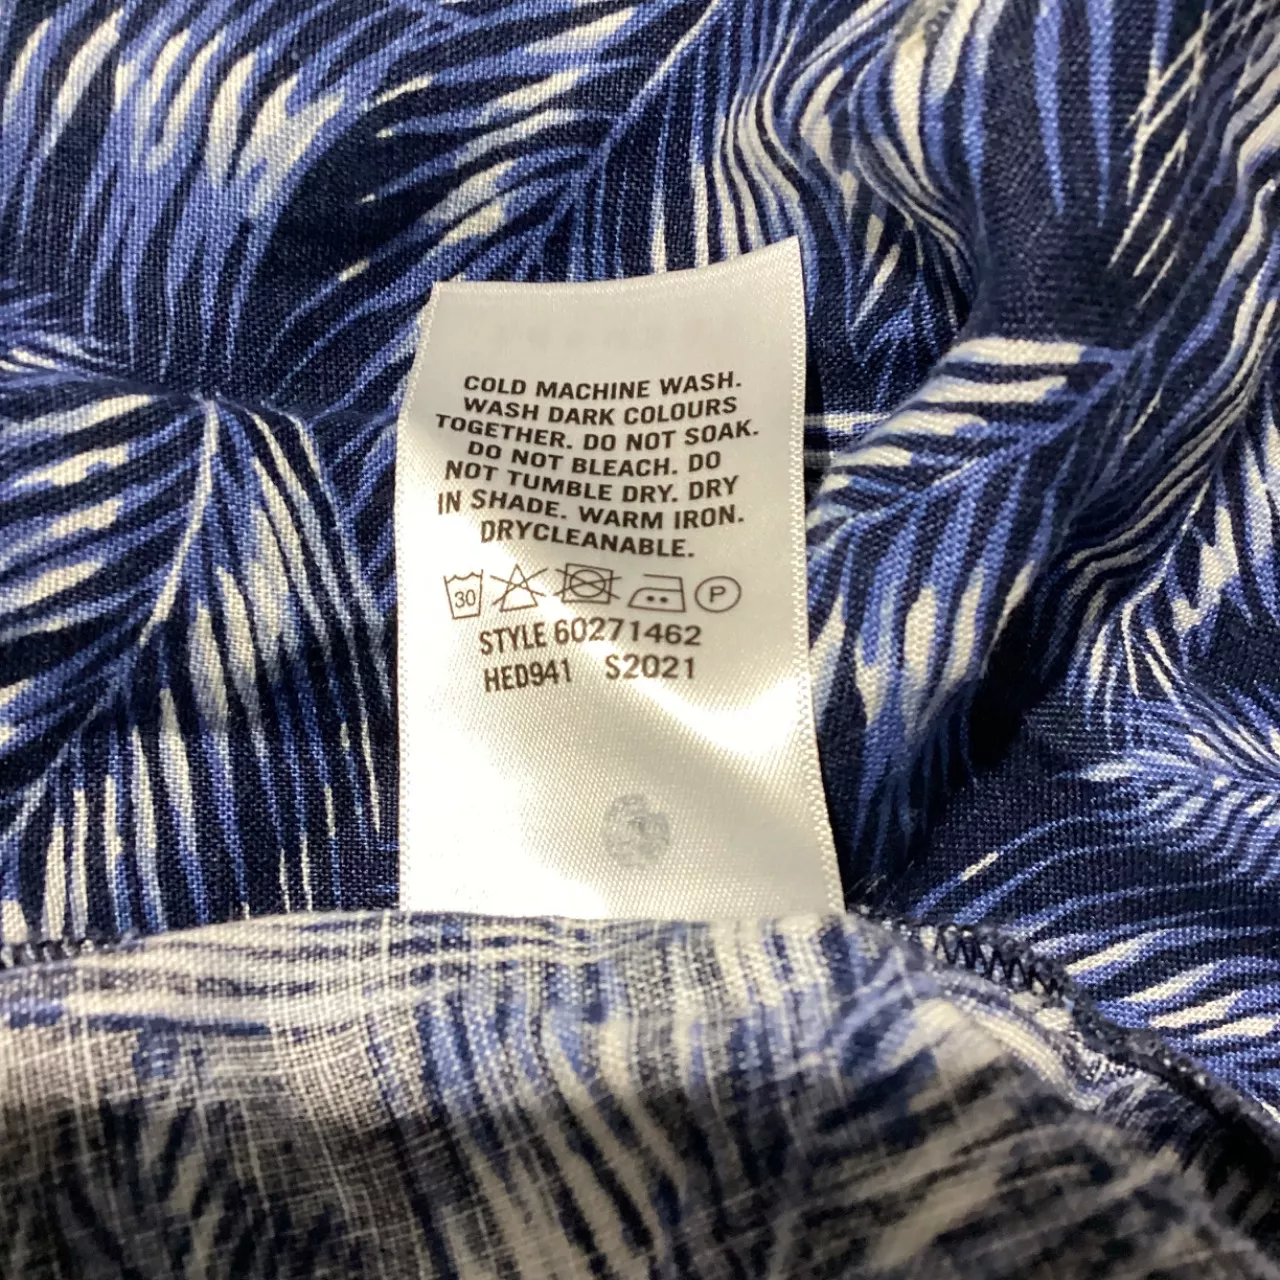 COLD MACHINE WASH.
WASH DARK COLOURS
TOGETHER. DO NOT SOAK.
DO NOT BLEACH. DO
NOT TUMBLE DRY. DRY
IN SHADE. WARM IRON.
DRYCLEANABLE.
30 P
STYLE 60271462
HED941 S2021